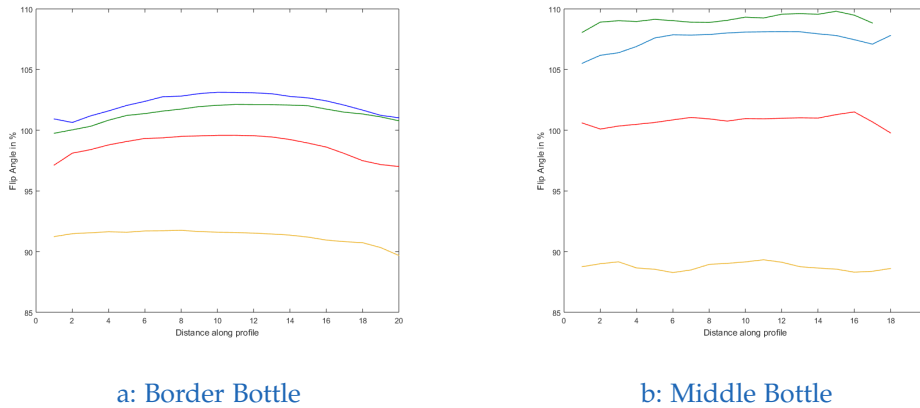 110
105
100
95
90
85
Flip Angle in %
0 2 4 6 8 10 12 14 16 18 20
Distance along profile
a: Border Bottle
110
105
100
95
90
85
Flip Angle in %
0 2 4 6 8 10 12 14 16 18
Distance along profile
b: Middle Bottle